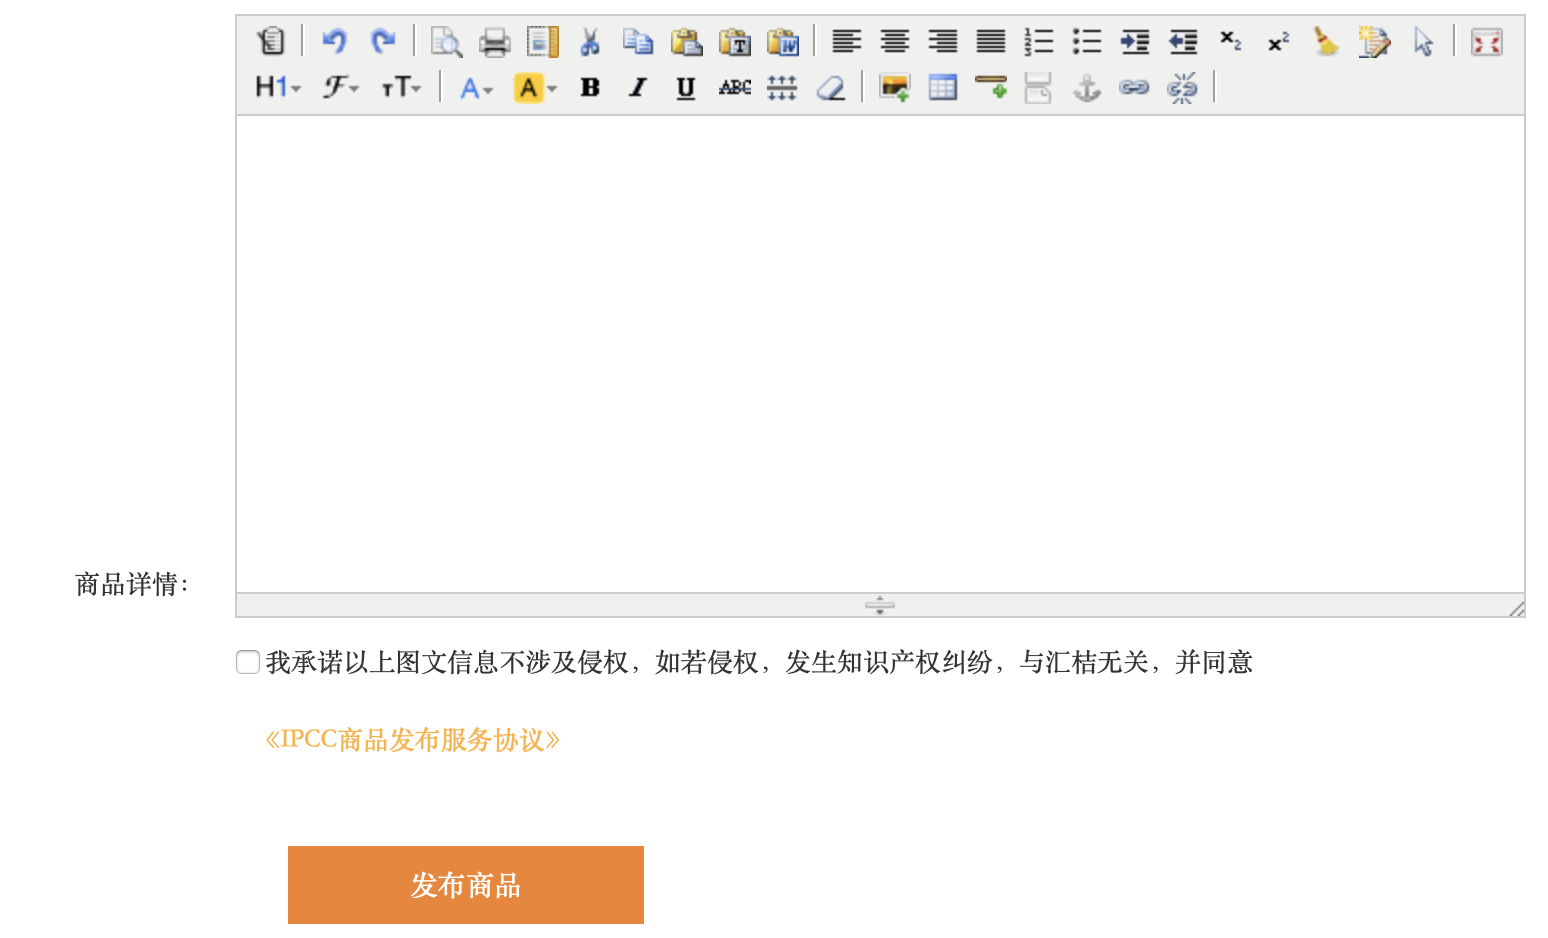 商品详情：
我承诺以上图文信息不涉及侵权，如若侵权，发生知识产权纠纷，与汇桔无关，并同意
《IPCC商品发布服务协议》
发布商品